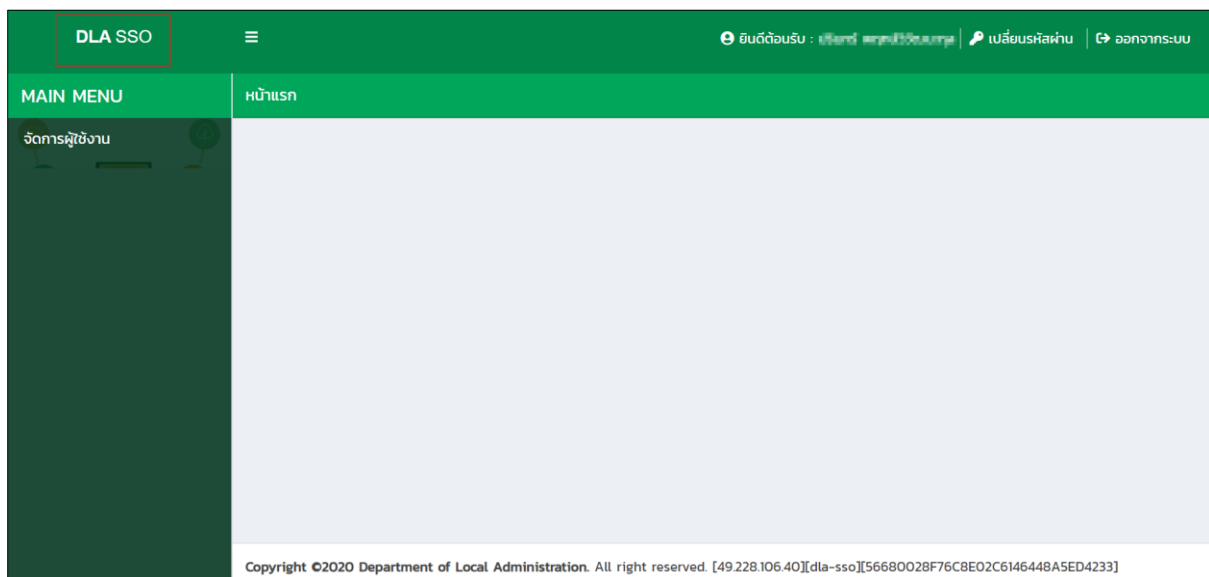 DLA SSO
ยินดีต้อนรับ : เปลี่ยนรหัสผ่าน ออกจากระบบ
MAIN MENU
หน้าแรก
จัดการผู้ใช้งาน
Copyright ©2020 Department of Local Administration. All right reserved. [49.228.106.40][dla-sso][56680028F76C8E02C6146448A5ED4233]